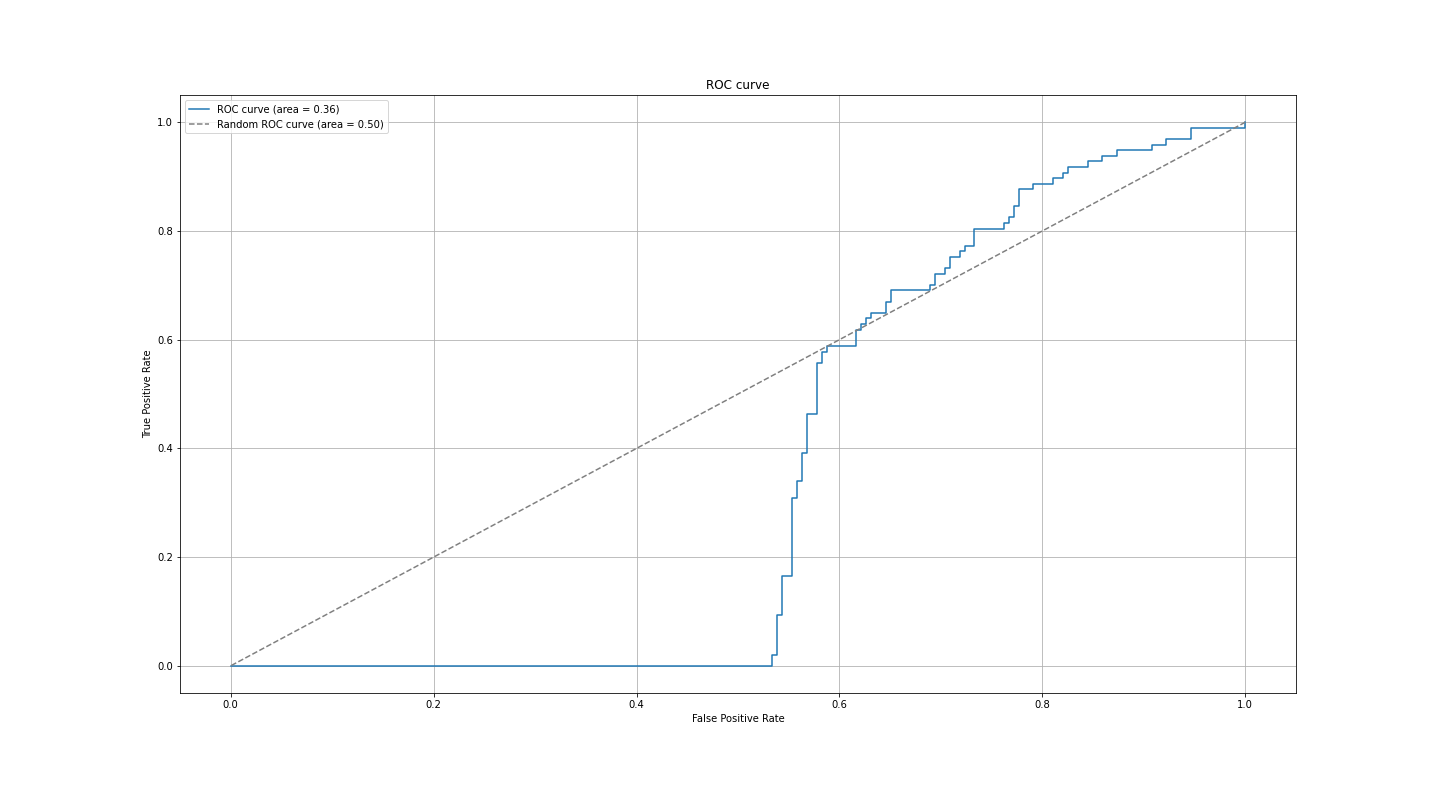 ROC curve
ROC curve (area = 0.36)
Random ROC curve (area = 0.50)
1.0
0.8
0.6
0.4
0.2
0.0
True Positive Rate
0.0 0.2 0.4 0.6 0.8 1.0
False Positive Rate